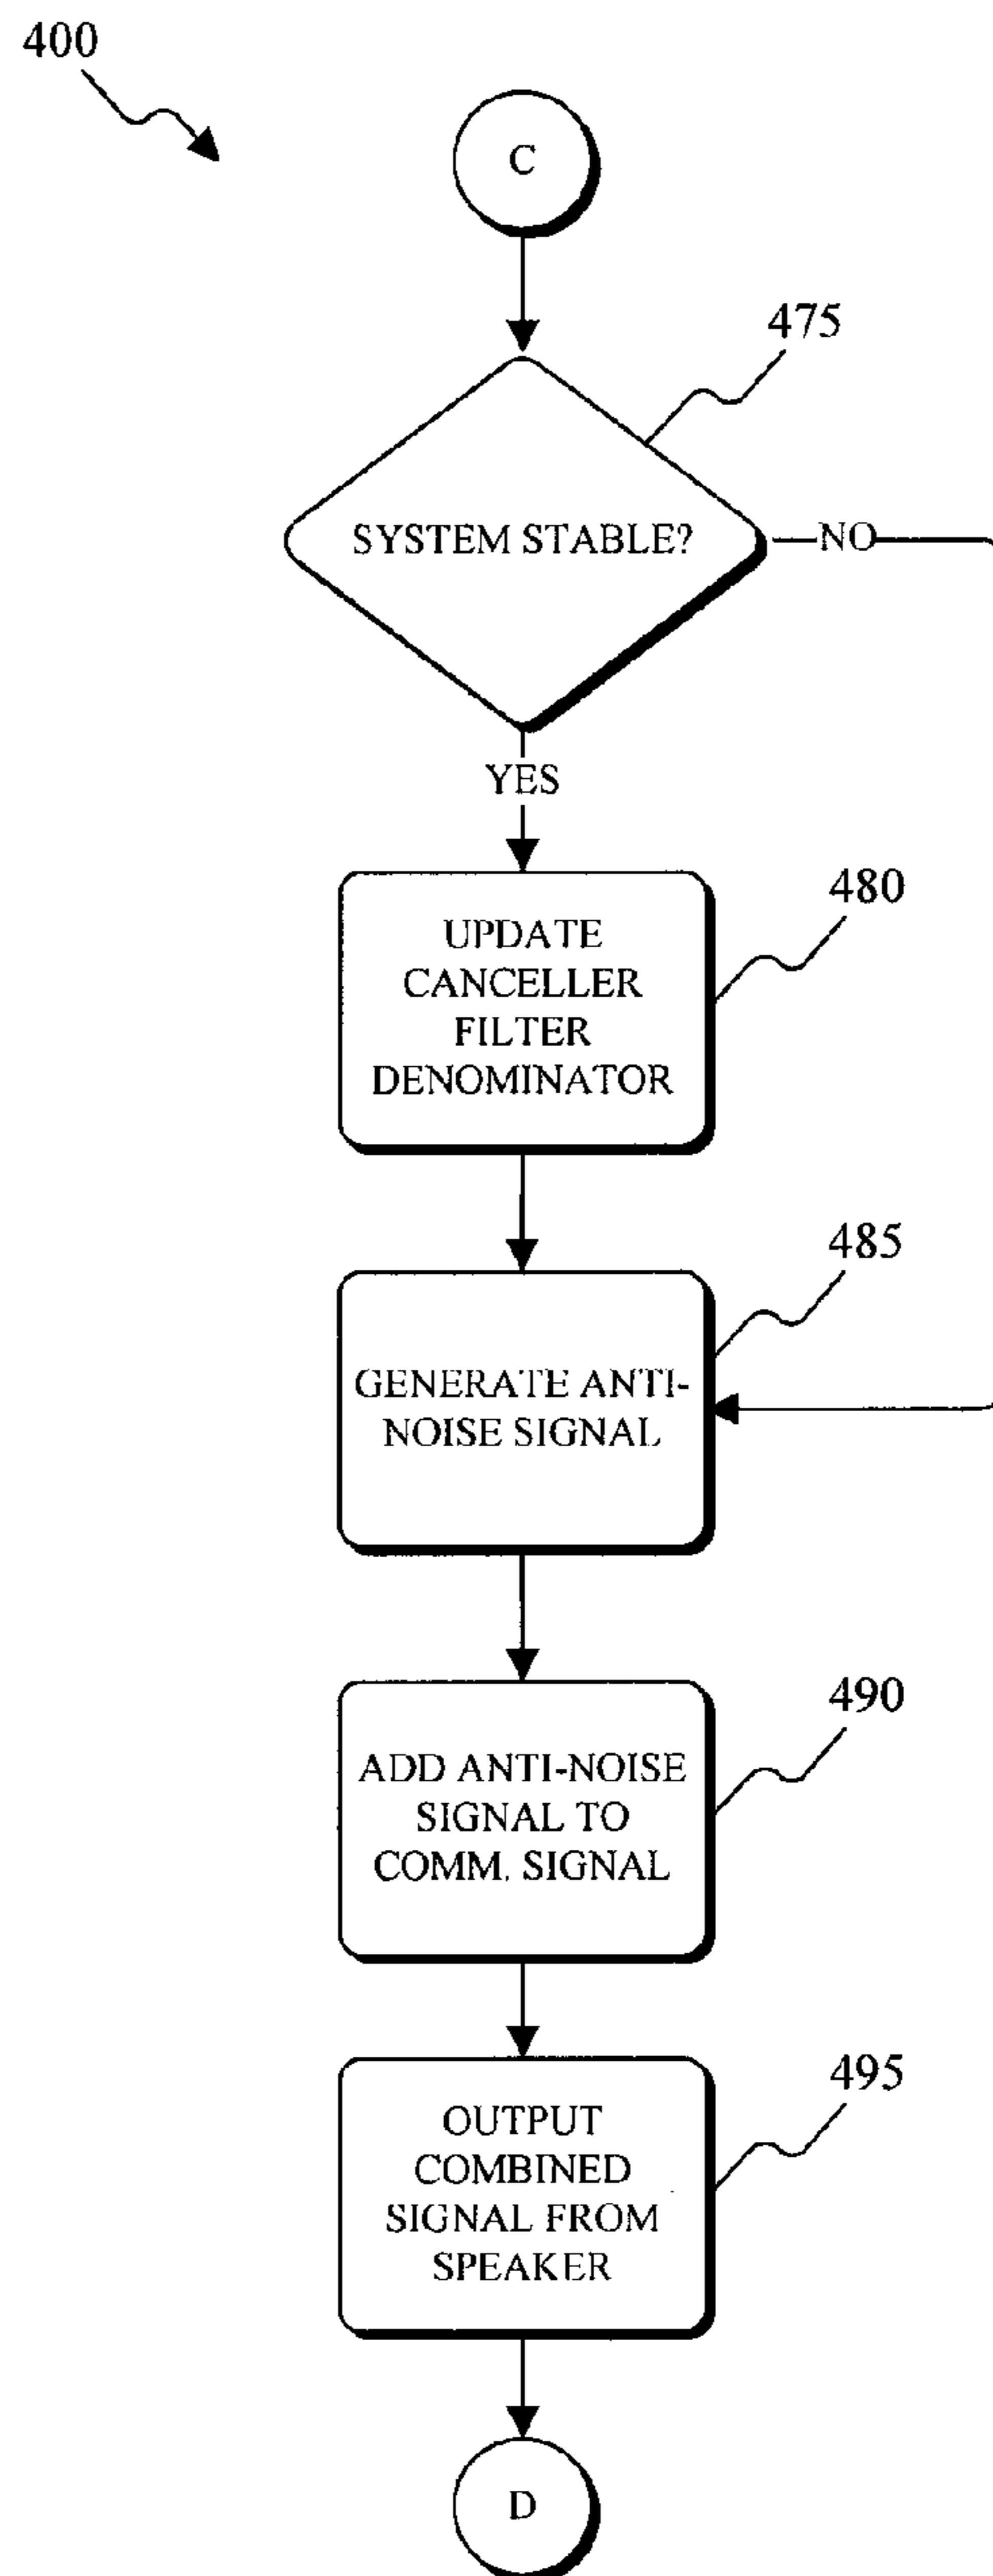 400
C
475
SYSTEM STABLE?
NO
YES
480
UPDATE
CANCELLER
FILTER
DENOMINATOR
485
GENERATE ANTI-
NOISE SIGNAL
490
ADD ANTI-NOISE
SIGNAL TO
COMM. SIGNAL
495
OUTPUT
COMBINED
SIGNAL FROM
SPEAKER
D